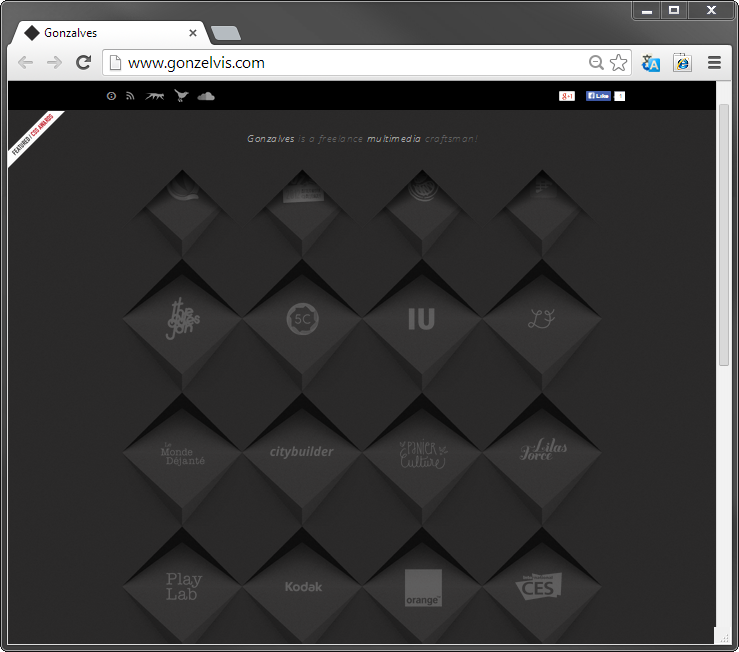 Gonzalves
www.gonzelvis.com
g+1
Like
FEATURED / CSS AWARDS
Gonzalves is a freelance multimedia craftsman!
5C
IU
Le
Monde
Déjanté
citybuilder
Culture
Lilas
Force
Play
Lab
Kodak
orange
CES